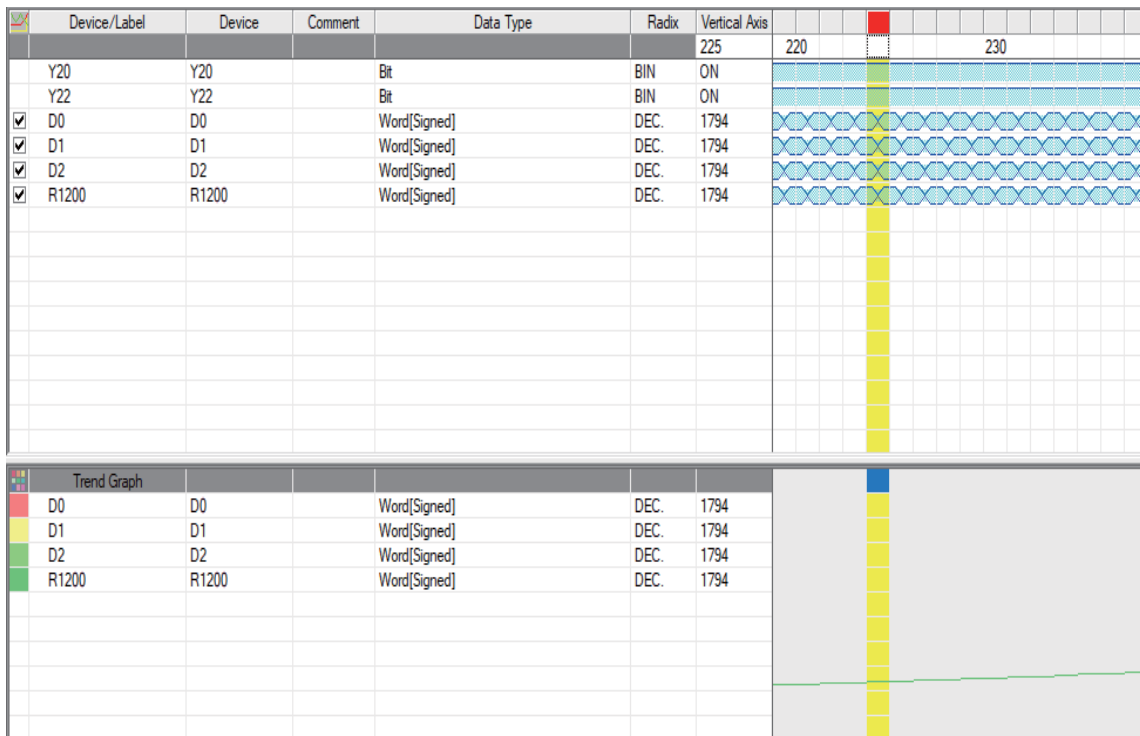 Device/Label Device Comment Data Type Radix Vertical Axis
225 220 230
Y20 Y20 Bit BIN ON
Y22 Y22 Bit BIN ON
D0 D0 Word[Signed] DEC. 1794
D1 D1 Word[Signed] DEC. 1794
D2 D2 Word[Signed] DEC. 1794
R1200 R1200 Word[Signed] DEC. 1794
Trend Graph
D0 D0 Word[Signed] DEC. 1794
D1 D1 Word[Signed] DEC. 1794
D2 D2 Word[Signed] DEC. 1794
R1200 R1200 Word[Signed] DEC. 1794